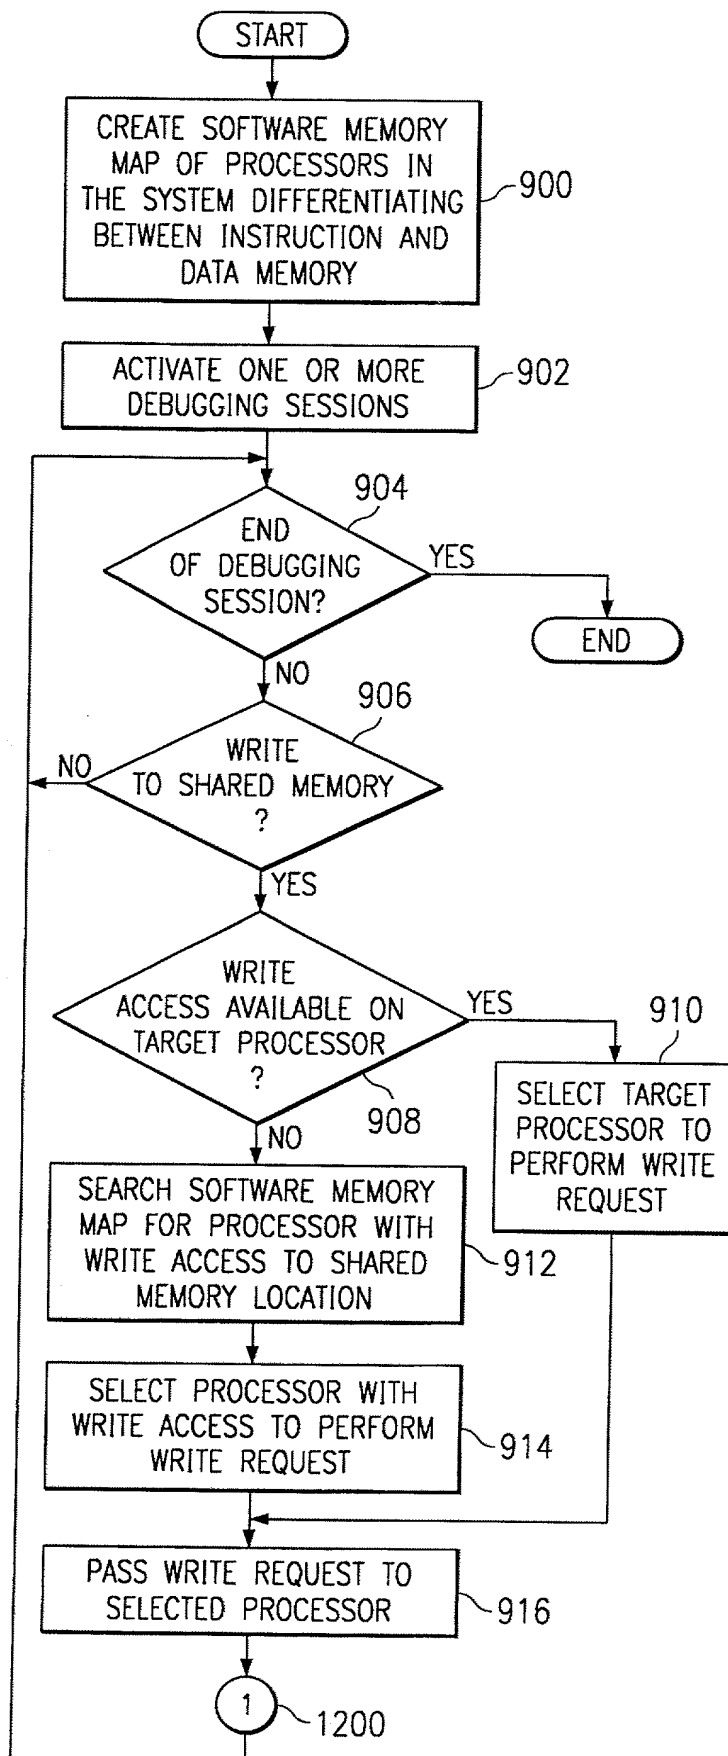 START
CREATE SOFTWARE MEMORY
MAP OF PROCESSORS IN
THE SYSTEM DIFFERENTIATING
BETWEEN INSTRUCTION AND
DATA MEMORY
900
ACTIVATE ONE OR MORE
DEBUGGING SESSIONS
902
904
END
OF DEBUGGING
SESSION?
YES
END
NO
906
WRITE
TO SHARED MEMORY
?
NO
YES
WRITE
ACCESS AVAILABLE ON
TARGET PROCESSOR
?
908
YES
910
SELECT TARGET
PROCESSOR TO
PERFORM WRITE
REQUEST
NO
SEARCH SOFTWARE MEMORY
MAP FOR PROCESSOR WITH
WRITE ACCESS TO SHARED
MEMORY LOCATION
912
SELECT PROCESSOR WITH
WRITE ACCESS TO PERFORM
WRITE REQUEST
914
PASS WRITE REQUEST TO
SELECTED PROCESSOR
916
1
1200